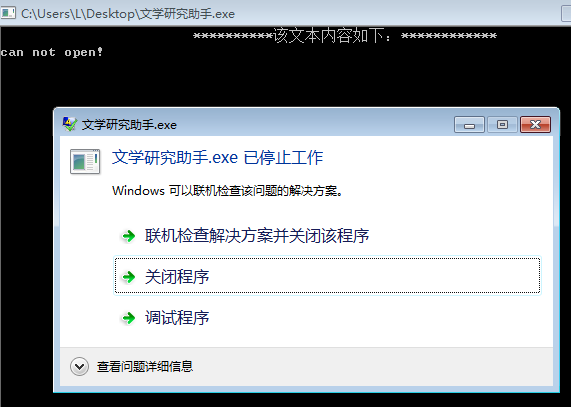 C:\Users\L\Desktop\文学研究助手.exe
**********该文本内容如下：************
can not open!
文学研究助手.exe
文学研究助手.exe 已停止工作
Windows 可以联机检查该问题的解决方案。
联机检查解决方案并关闭该程序
关闭程序
调试程序
查看问题详细信息